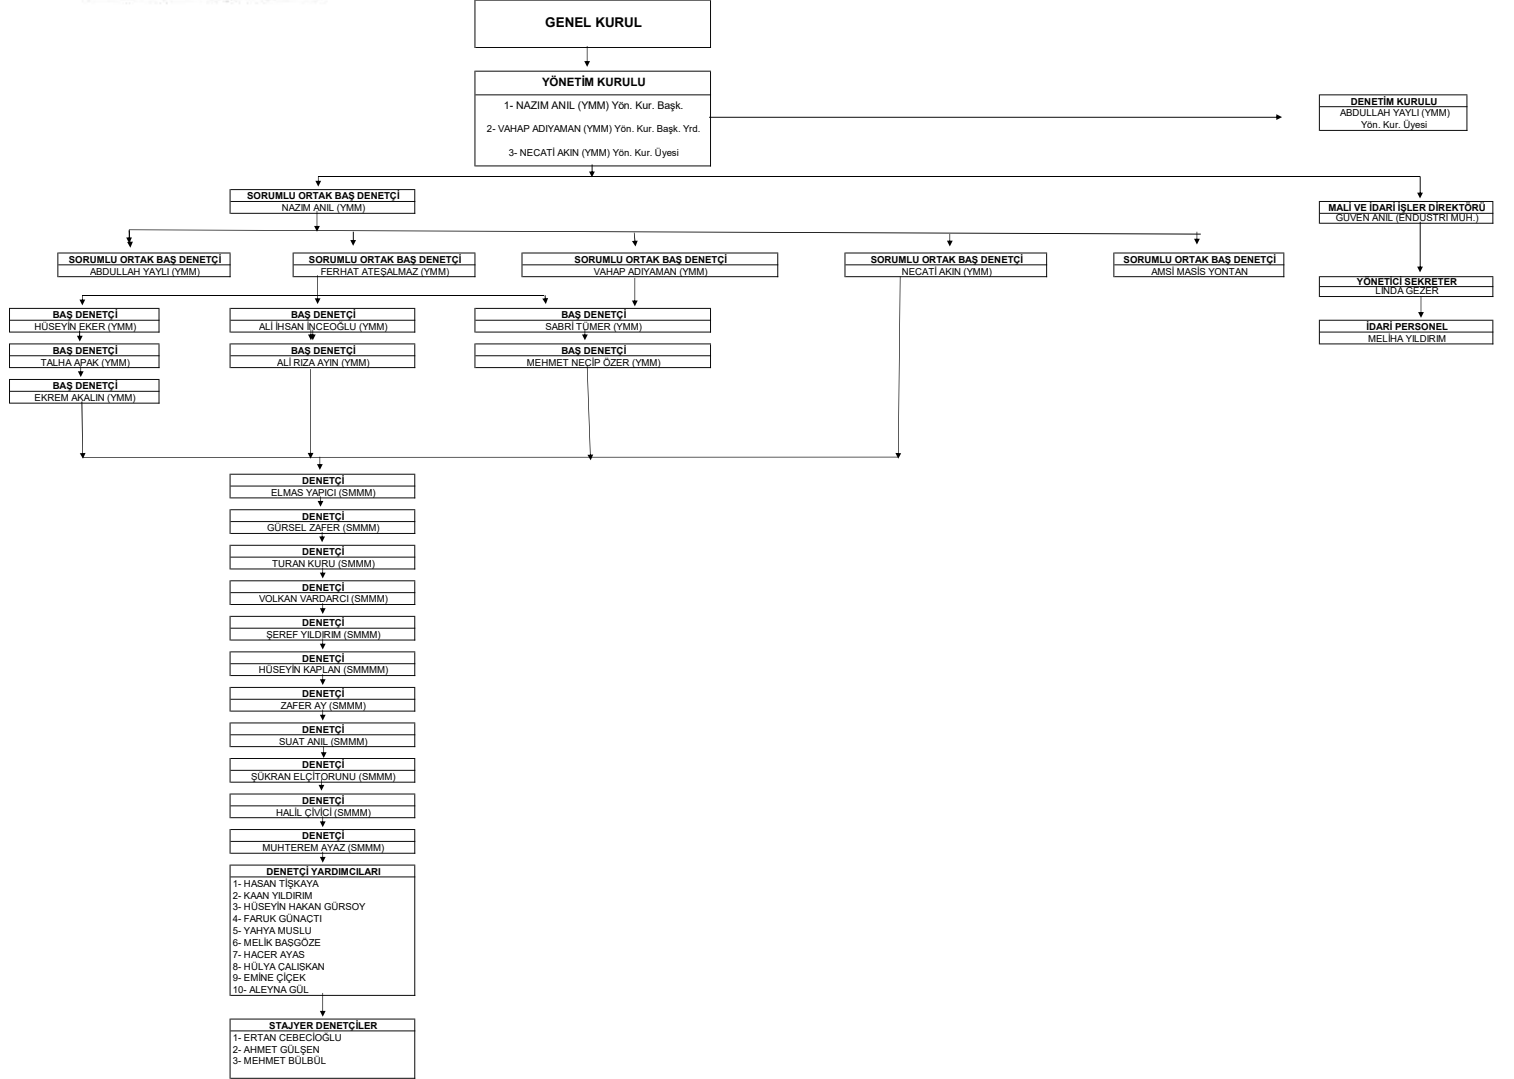 GENEL KURUL
YÖNETİM KURULU
1- NAZIM ANIL (YMM) Yön. Kur. Başk.
2- VAHAP ADIYAMAN (YMM) Yön. Kur. Başk. Yrd.
3- NECATİ AKIN (YMM) Yön. Kur. Üyesi
DENETİM KURULU
ABDULLAH YAYLI (YMM)
Yön. Kur. Üyesi
SORUMLU ORTAK BAŞ DENETÇİ
NAZIM ANIL (YMM)
MALİ VE İDARİ İŞLER DİREKTÖRÜ
GÜVEN ANIL (ENDÜSTRİ MÜH.)
SORUMLU ORTAK BAŞ DENETÇİ
ABDULLAH YAYLI (YMM)
SORUMLU ORTAK BAŞ DENETÇİ
FERHAT ATEŞALMAZ (YMM)
SORUMLU ORTAK BAŞ DENETÇİ
VAHAP ADIYAMAN (YMM)
SORUMLU ORTAK BAŞ DENETÇİ
NECATİ AKIN (YMM)
SORUMLU ORTAK BAŞ DENETÇİ
AMSİ MASİS YONTAN
YÖNETİCİ SEKRETER
LINDA GEZER
BAŞ DENETÇİ
HÜSEYİN EKER (YMM)
BAŞ DENETÇİ
ALİ İHSAN İNCEOĞLU (YMM)
BAŞ DENETÇİ
SABRİ TÜMER (YMM)
İDARİ PERSONEL
MELİHA YILDIRIM
BAŞ DENETÇİ
TALHA APAK (YMM)
BAŞ DENETÇİ
ALİ RIZA AYIN (YMM)
BAŞ DENETÇİ
MEHMET NECİP ÖZER (YMM)
BAŞ DENETÇİ
EKREM AKALIN (YMM)
DENETÇİ
ELMAS YAPICI (SMMM)
DENETÇİ
GÜRSEL ZAFER (SMMM)
DENETÇİ
TURAN KURU (SMMM)
DENETÇİ
VOLKAN VARDARCI (SMMM)
DENETÇİ
ŞEREF YILDIRIM (SMMM)
DENETÇİ
HÜSEYİN KAPLAN (SMMMM)
DENETÇİ
ZAFER AY (SMMM)
DENETÇİ
SUAT ANIL (SMMM)
DENETÇİ
ŞÜKRAN ELÇİTORUNU (SMMM)
DENETÇİ
HALİL ÇİVİCİ (SMMM)
DENETÇİ
MUHTEREM AYAZ (SMMM)
DENETÇİ YARDIMCILARI
1- HASAN TİŞKAYA
2- KAAN YILDIRIM
3- HÜSEYİN HAKAN GÜRSOY
4- FARUK GÜNAÇTI
5- YAHYA MUSLU
6- MELİK BAŞGÖZE
7- HACER AYAS
8- HÜLYA ÇALIŞKAN
9- EMİNE ÇİÇEK
10- ALEYNA GÜL
STAJYER DENETÇİLER
1- ERTAN CEBECİOĞLU
2- AHMET GÜLŞEN
3- MEHMET BÜLBÜL